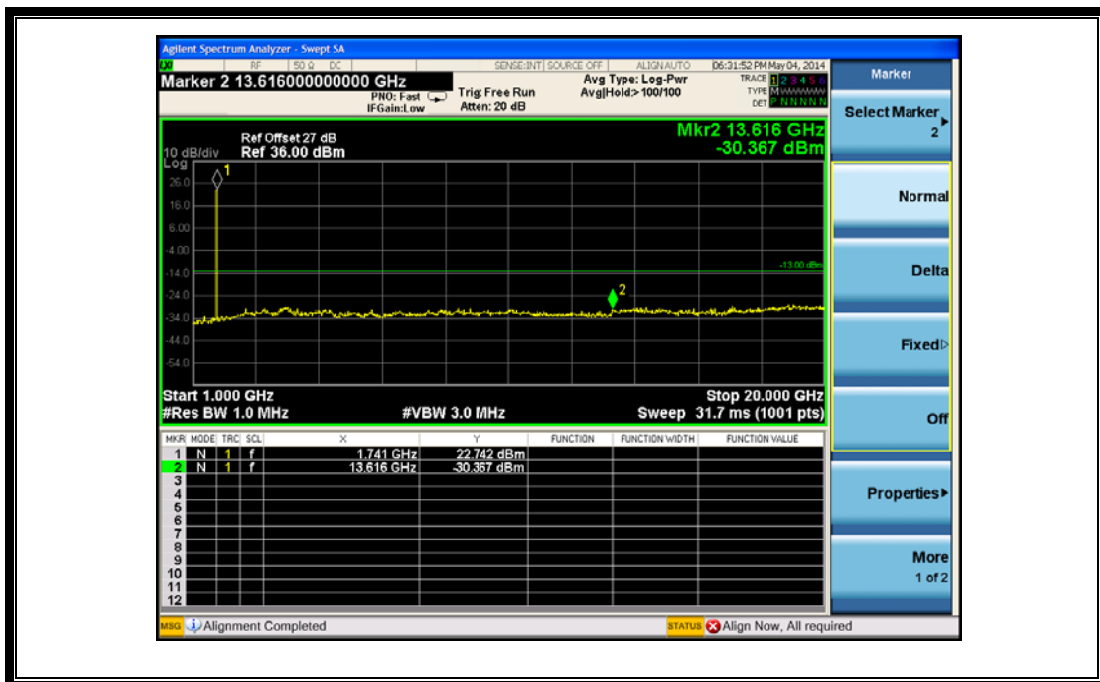 Agilent Spectrum Analyzer - Swept SA
LXI RF 50 Ω DC SENSE:INT SOURCE OFF ALIGN AUTO 06:31:52 PM May 04, 2014
Marker 2 13.616000000000 GHz
PNO: Fast
IFGain:Low
Trig: Free Run
Atten: 20 dB
Avg Type: Log-Pwr
Avg|Hold:>100/100
TRACE 1 2 3 4 5 6
TYPE MWWWWW
DET P N N N N N
Mkr2 13.616 GHz
-30.367 dBm
Ref Offset 27 dB
10 dB/div Ref 36.00 dBm
Log
1
26.0
16.0
6.00
-4.00
-13.00 dBm
-14.0
-24.0
2
-34.0
-44.0
-54.0
Start 1.000 GHz Stop 20.000 GHz
#Res BW 1.0 MHz #VBW 3.0 MHz Sweep 31.7 ms (1001 pts)
MKR MODE TRC SCL X Y FUNCTION FUNCTION WIDTH FUNCTION VALUE
1 N 1 f 1.741 GHz 22.742 dBm
2 N 1 f 13.616 GHz -30.367 dBm
3
4
5
6
7
8
9
10
11
12
MSG Alignment Completed STATUS Align Now, All required
Marker
Select Marker
2
Normal
Delta
Fixed
Off
Properties
More
1 of 2